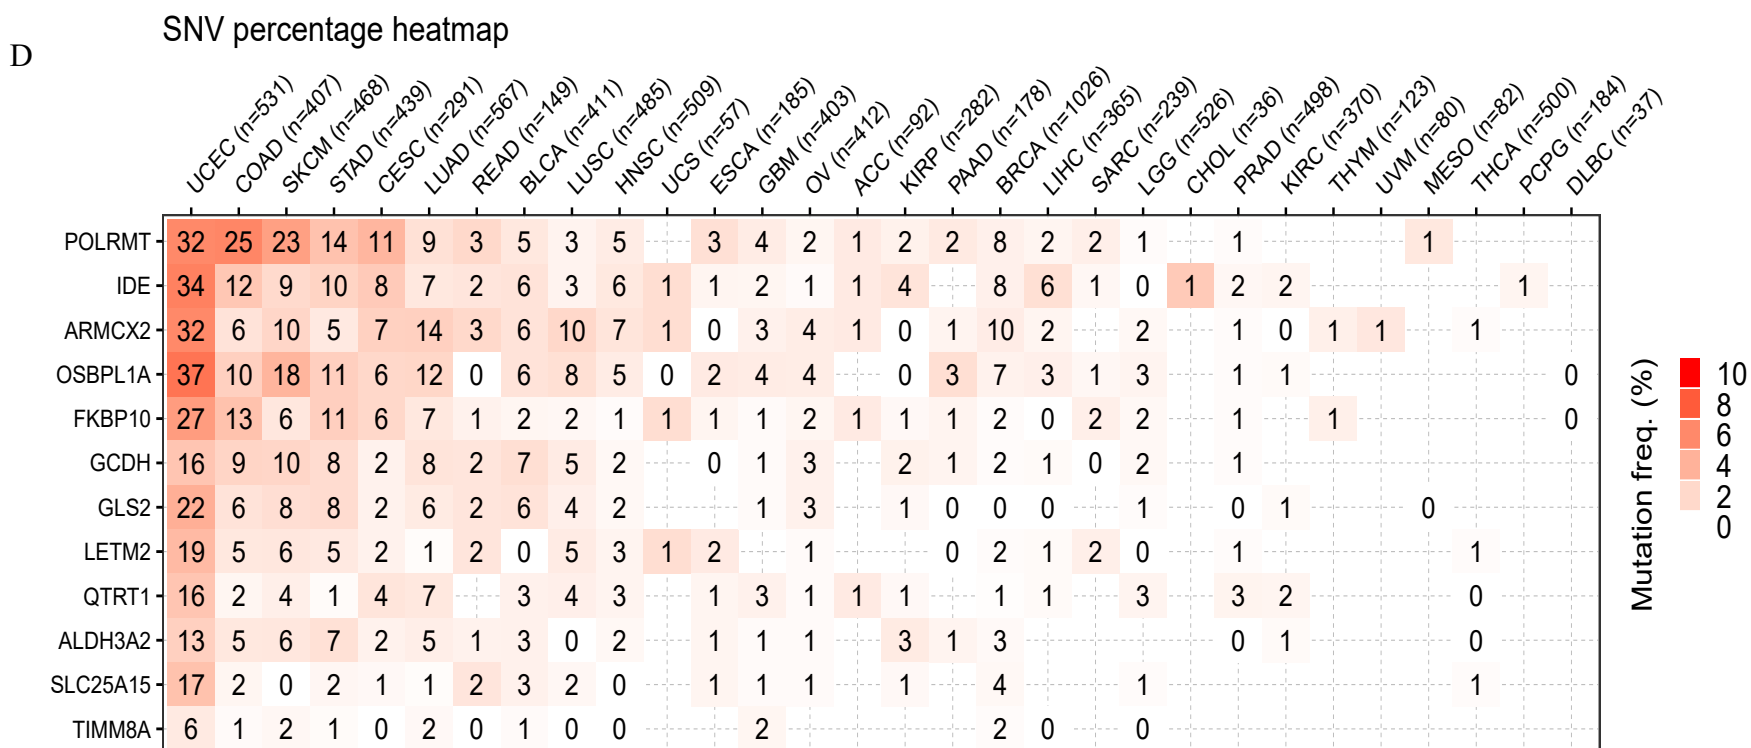 SNV percentage heatmap
D
UCEC (n=531) COAD (n=407) SKCM (n=468) STAD (n=439) CESC (n=291) LUAD (n=567) READ (n=149) BLCA (n=411) LUSC (n=485) HNSC (n=509) UCS (n=57) ESCA (n=185) GBM (n=403) OV (n=412) ACC (n=92) KIRP (n=282) PAAD (n=178) BRCA (n=1026) LIHC (n=365) SARC (n=239) LGG (n=526) CHOL (n=36) PRAD (n=498) KIRC (n=370) THYM (n=123) UVM (n=80) MESO (n=82) THCA (n=500) PCPG (n=184) DLBC (n=37)
POLRMT 32 25 23 14 11 9 3 5 3 5 3 4 2 1 2 2 8 2 2 1 1 1
IDE 34 12 9 10 8 7 2 6 3 6 1 1 2 1 1 4 8 6 1 0 1 2 2 1
ARMCX2 32 6 10 5 7 14 3 6 10 7 1 0 3 4 1 0 1 10 2 2 1 0 1 1 1
OSBPL1A 37 10 18 11 6 12 0 6 8 5 0 2 4 4 0 3 7 3 1 3 1 1 0
FKBP10 27 13 6 11 6 7 1 2 2 1 1 1 1 2 1 1 1 2 0 2 2 1 1 0
GCDH 16 9 10 8 2 8 2 7 5 2 0 1 3 2 1 2 1 0 2 1
GLS2 22 6 8 8 2 6 2 6 4 2 1 3 1 0 0 0 1 0 1 0
LETM2 19 5 6 5 2 1 2 0 5 3 1 2 1 0 2 1 2 0 1 1
QTRT1 16 2 4 1 4 7 3 4 3 1 3 1 1 1 1 1 3 3 2 0
ALDH3A2 13 5 6 7 2 5 1 3 0 2 1 1 1 3 1 3 0 1 0
SLC25A15 17 2 0 2 1 1 2 3 2 0 1 1 1 1 4 1 1
TIMM8A 6 1 2 1 0 2 0 1 0 0 2 2 0 0
Mutation freq. (%)
10
8
6
4
2
0